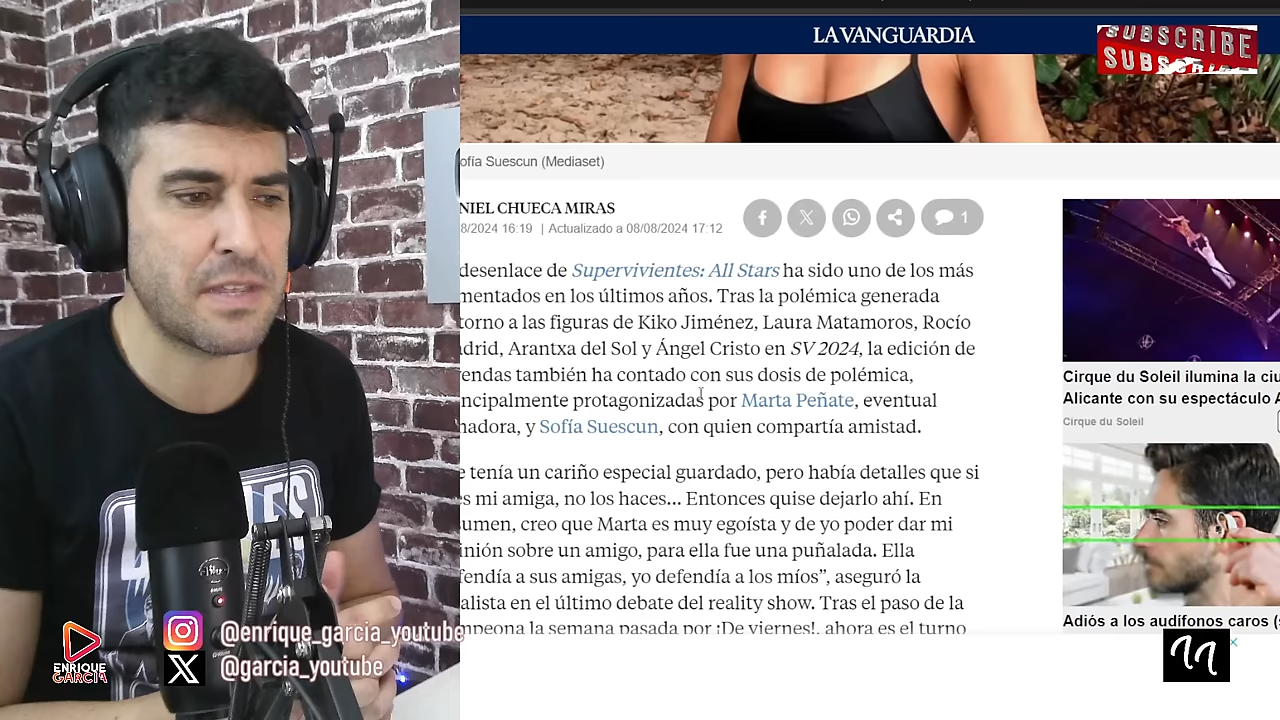 LAVANGUARDIA
SUBSCRIBE
SUBSCRIBE
ofía Suescun (Mediaset)
NIEL CHUECA MIRAS
8/2024 16:19 | Actualizado a 08/08/2024 17:12
1
desenlace de Supervivientes: All Stars ha sido uno de los más
mentados en los últimos años. Tras la polémica generada
torno a las figuras de Kiko Jiménez, Laura Matamoros, Rocío
drid, Arantxa del Sol y Ángel Cristo en SV 2024, la edición de
endas también ha contado con sus dosis de polémica,
ncipalmente protagonizadas por Marta Peñate, eventual
nadora, y Sofía Suescun, con quien compartía amistad.
e tenía un cariño especial guardado, pero había detalles que si
s mi amiga, no los haces... Entonces quise dejarlo ahí. En
umen, creo que Marta es muy egoísta y de yo poder dar mi
inión sobre un amigo, para ella fue una puñalada. Ella
fendía a sus amigas, yo defendía a los míos”, aseguró la
alista en el último debate del reality show. Tras el paso de la
mpeona la semana pasada por ¡De viernes!, ahora es el turno
Cirque du Soleil ilumina la ciu
Alicante con su espectáculo A
Cirque du Soleil
Adiós a los audífonos caros (s
@enrique_garcia_youtube
@garcia_youtube
ENRIQUE
GARCIA